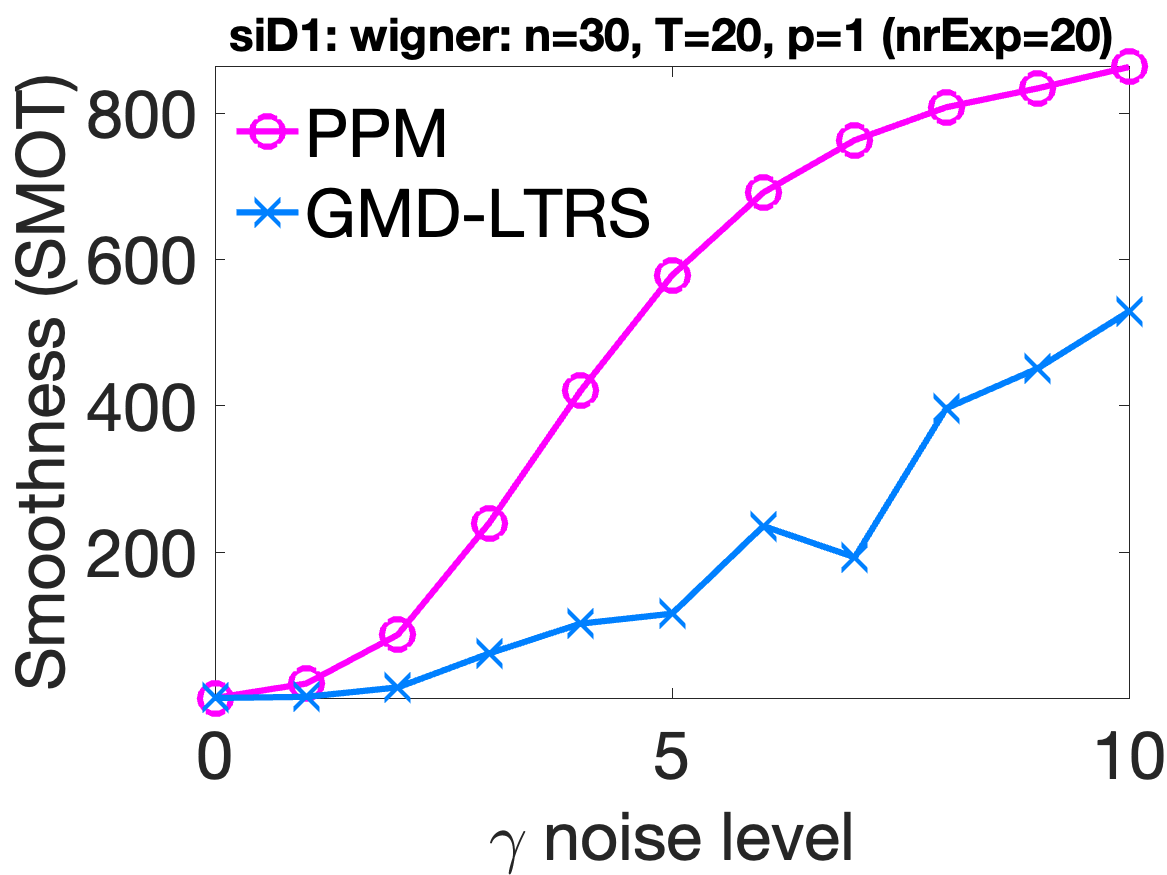 siD1: wigner: n=30, T=20, p=1 (nrExp=20)
Smoothness (SMOT)
800
600
400
200
PPM
GMD-LTRS
0 5 10
γ noise level